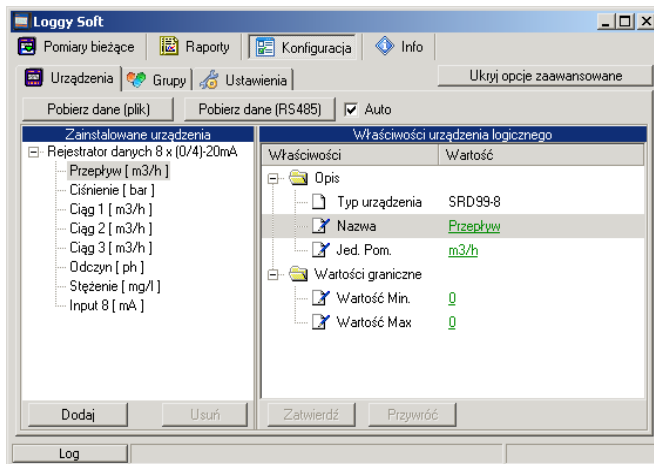 Loggy Soft
Pomiary bieżące Raporty Konfiguracja Info
Urządzenia Grupy Ustawienia Ukryj opcje zaawansowane
Pobierz dane (plik) Pobierz dane (RS485) Auto
Zainstalowane urządzenia Właściwości urządzenia logicznego
Rejestrator danych 8 x (0/4)-20mA Właściwości Wartość
Przepływ [ m3/h ] Opis
Ciśnienie [ bar ] Typ urządzenia SRD99-8
Ciąg 1 [ m3/h ] Nazwa Przepływ
Ciąg 2 [ m3/h ]
Ciąg 3 [ m3/h ] Jed. Pom. m3/h
Odczyn [ ph ] Wartości graniczne
Stężenie [ mg/l ] Wartość Min. 0
Input 8 [ mA ] Wartość Max 0
Dodaj Usuń Zatwierdź Przywróć
Log